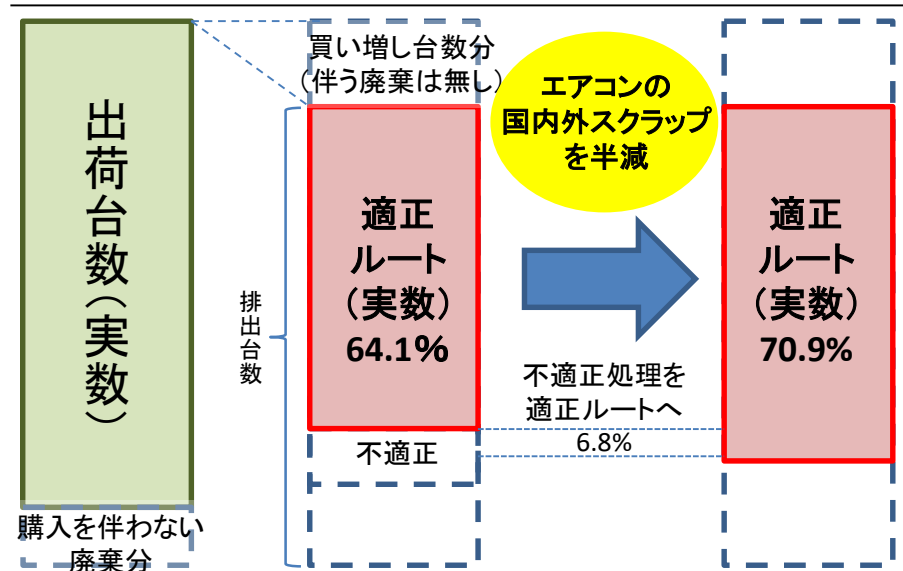 出荷台数(実数)
購入を伴わない
廃棄分
買い増し台数分
(伴う廃棄は無し)
排出台数
適正
ルート
(実数)
64.1%
不適正
エアコンの
国内外スクラップ
を半減
不適正処理を
適正ルートへ
6.8%
適正
ルート
(実数)
70.9%